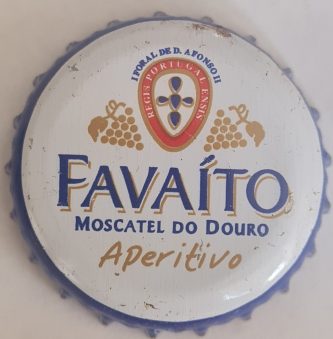 I FORAL DE D. AFONSO II
REGIS PORTUGALENSIS
FAVAÍTO
MOSCATEL DO DOURO
Aperitivo